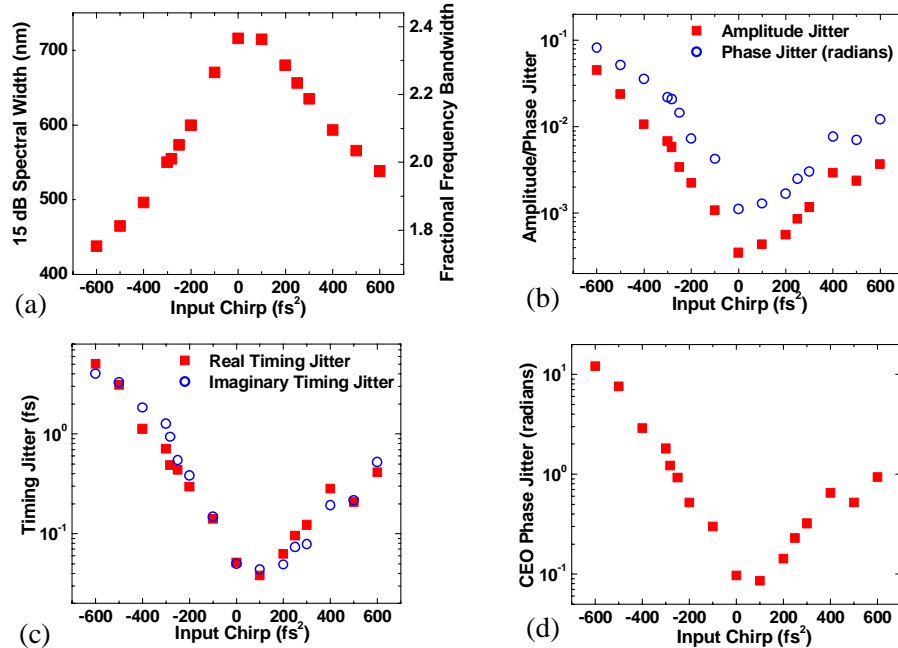 (a)
15 dB Spectral Width (nm)
700
600
500
400
2.4
2.2
2.0
1.8
Fractional Frequency Bandwidth
-600 -400 -200 0 200 400 600
Input Chirp (fs²)
(b)
Amplitude/Phase Jitter
10⁻¹
10⁻²
10⁻³
Amplitude Jitter
Phase Jitter (radians)
-600 -400 -200 0 200 400 600
Input Chirp (fs²)
(c)
Timing Jitter (fs)
10⁰
10⁻¹
Real Timing Jitter
Imaginary Timing Jitter
-600 -400 -200 0 200 400 600
Input Chirp (fs²)
(d)
CEO Phase Jitter (radians)
10¹
10⁰
10⁻¹
-600 -400 -200 0 200 400 600
Input Chirp (fs²)